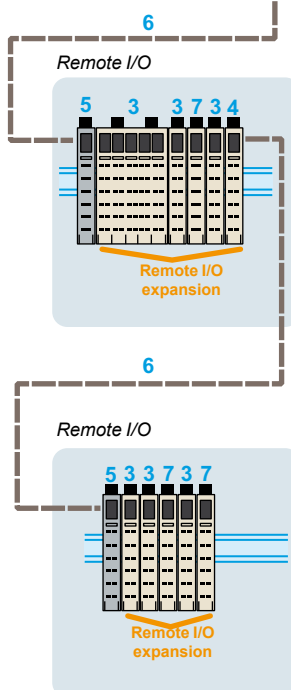 6
Remote I/O
5 3 3 7 3 4
Remote I/O
expansion
6
Remote I/O
5 3 3 7 3 7
Remote I/O
expansion